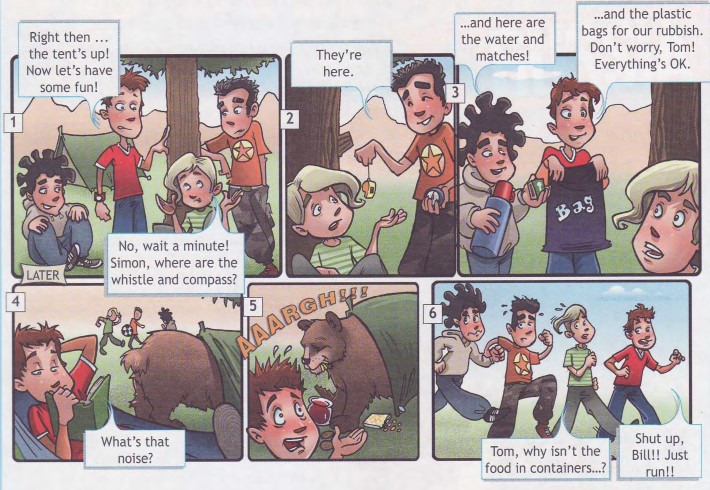 Right then ...
the tent's up!
Now let's have
some fun!
1
No, wait a minute!
Simon, where are the
whistle and compass?
2
They're
here.
3
...and here are
the water and
matches!
...and the plastic
bags for our rubbish.
Don't worry, Tom!
Everything's OK.
Bag
LATER
4
What's that
noise?
5
AAARGH!!!
6
Tom, why isn't the
food in containers...?
Shut up,
Bill!! Just
run!!